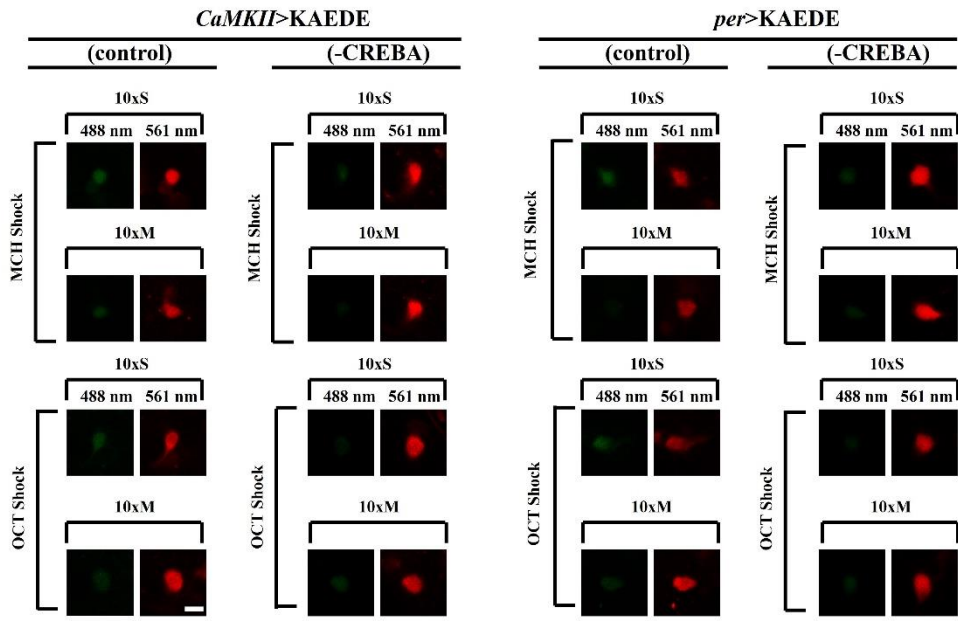 CaMKII>KAEDE per>KAEDE
(control) (-CREBA) (control) (-CREBA)
10xS 10xS 10xS 10xS
488 nm 561 nm 488 nm 561 nm 488 nm 561 nm 488 nm 561 nm
MCH Shock MCH Shock MCH Shock MCH Shock
10xM 10xM 10xM 10xM
10xS 10xS 10xS 10xS
488 nm 561 nm 488 nm 561 nm 488 nm 561 nm 488 nm 561 nm
OCT Shock OCT Shock OCT Shock OCT Shock
10xM 10xM 10xM 10xM